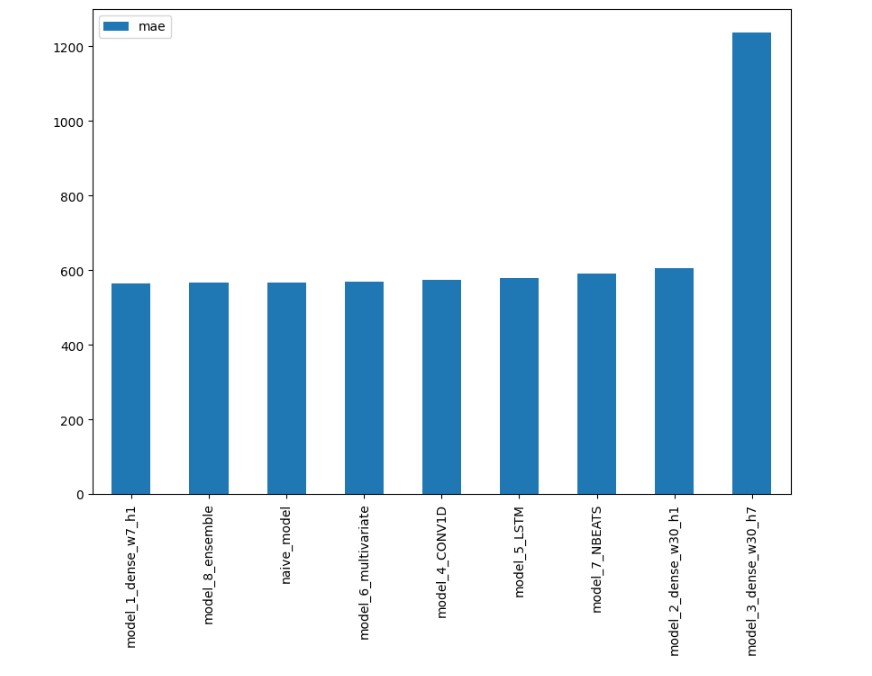 mae
1200
1000
800
600
400
200
0
model_1_dense_w7_h1
model_8_ensemble
naive_model
model_6_multivariate
model_4_CONV1D
model_5_LSTM
model_7_NBEATS
model_2_dense_w30_h1
model_3_dense_w30_h7